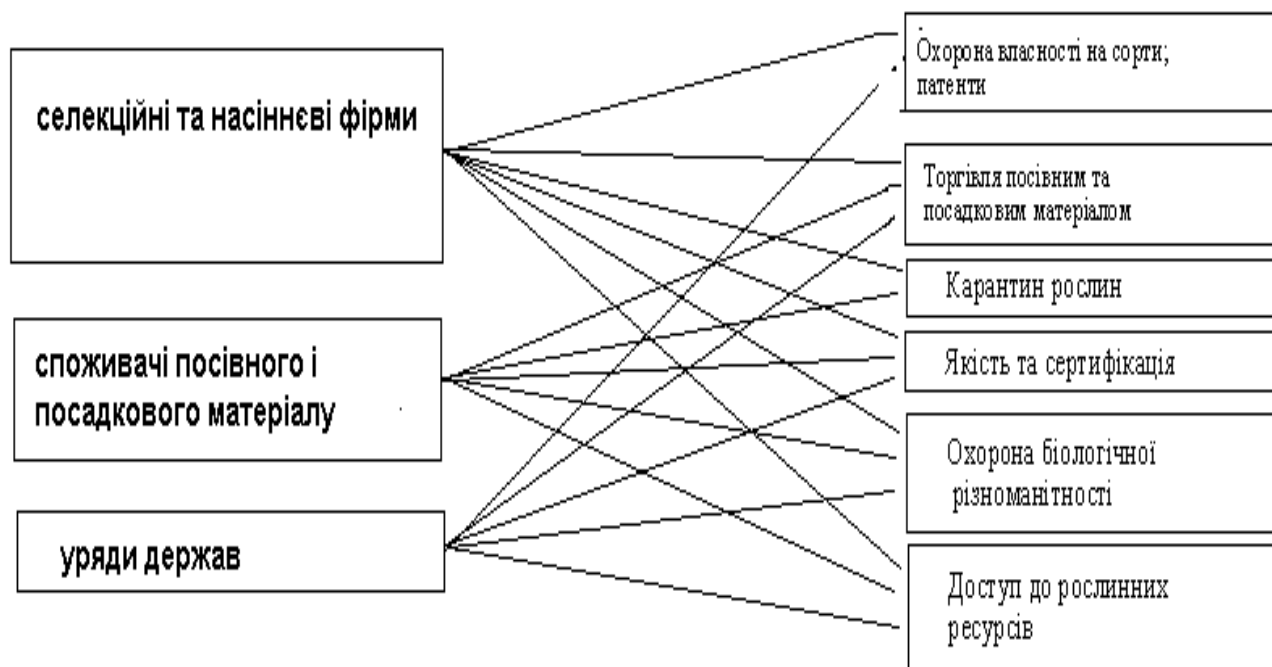 селекційні та насіннєві фірми
споживачі посівного і
посадкового матеріалу
уряди держав
Охорона власності на сорти;
патенти
Торгівля посівним та
посадковим матеріалом
Карантин рослин
Якість та сертифікація
Охорона біологічної
різноманітності
Доступ до рослинних
ресурсів